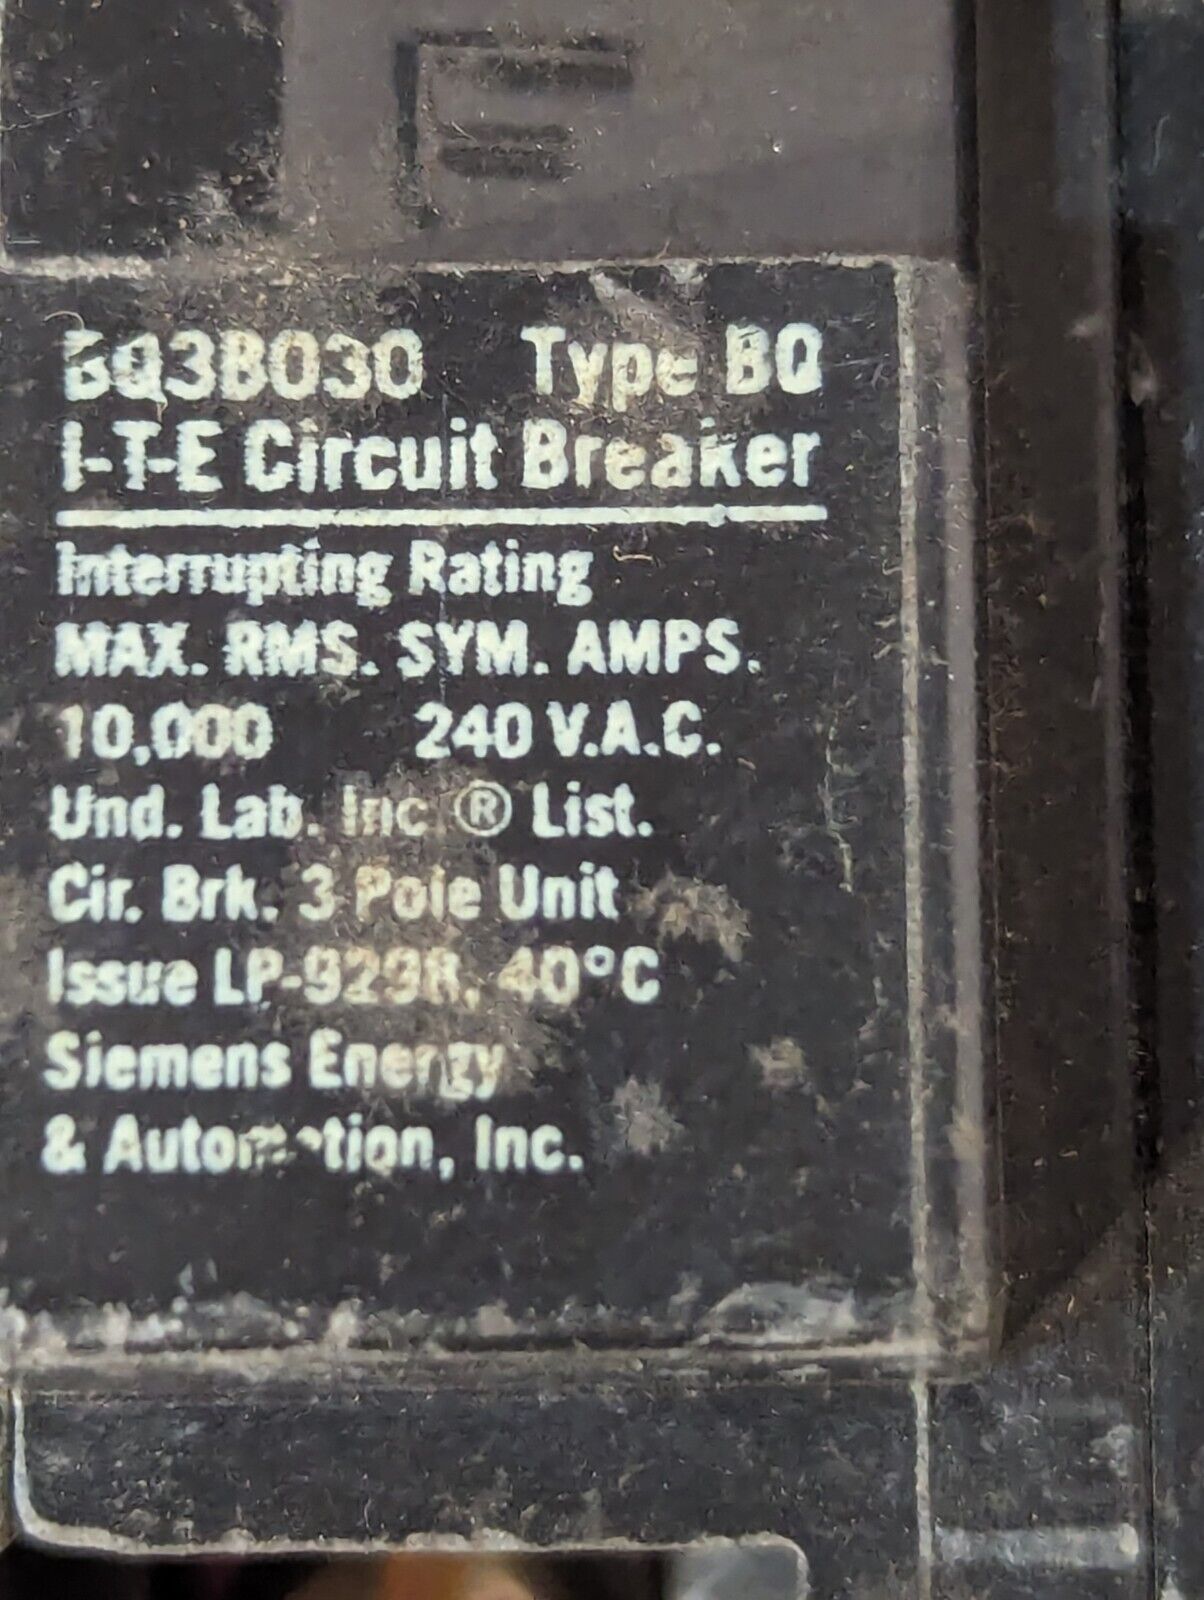 BQ3B030 Type BQ
I-T-E Circuit Breaker
Interrupting Rating
MAX. RMS. SYM. AMPS.
10,000 240 V.A.C.
Und. Lab. Inc. ® List.
Cir. Brk. 3 Pole Unit
Issue 40°C
Siemens Energy
& Automation, Inc.